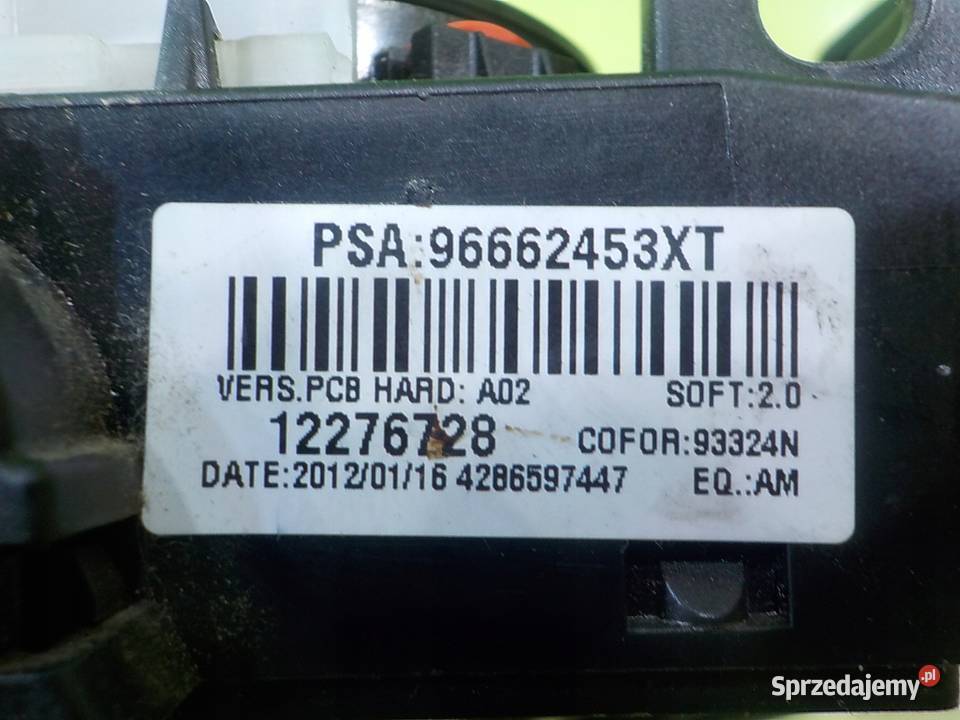 PSA:96662453XT
VERS.PCB HARD: A02 SOFT:2.0
12276728 COFOR:93324N
DATE:2012/01/16 4286597447 EQ.:AM
Sprzedajemy.pl